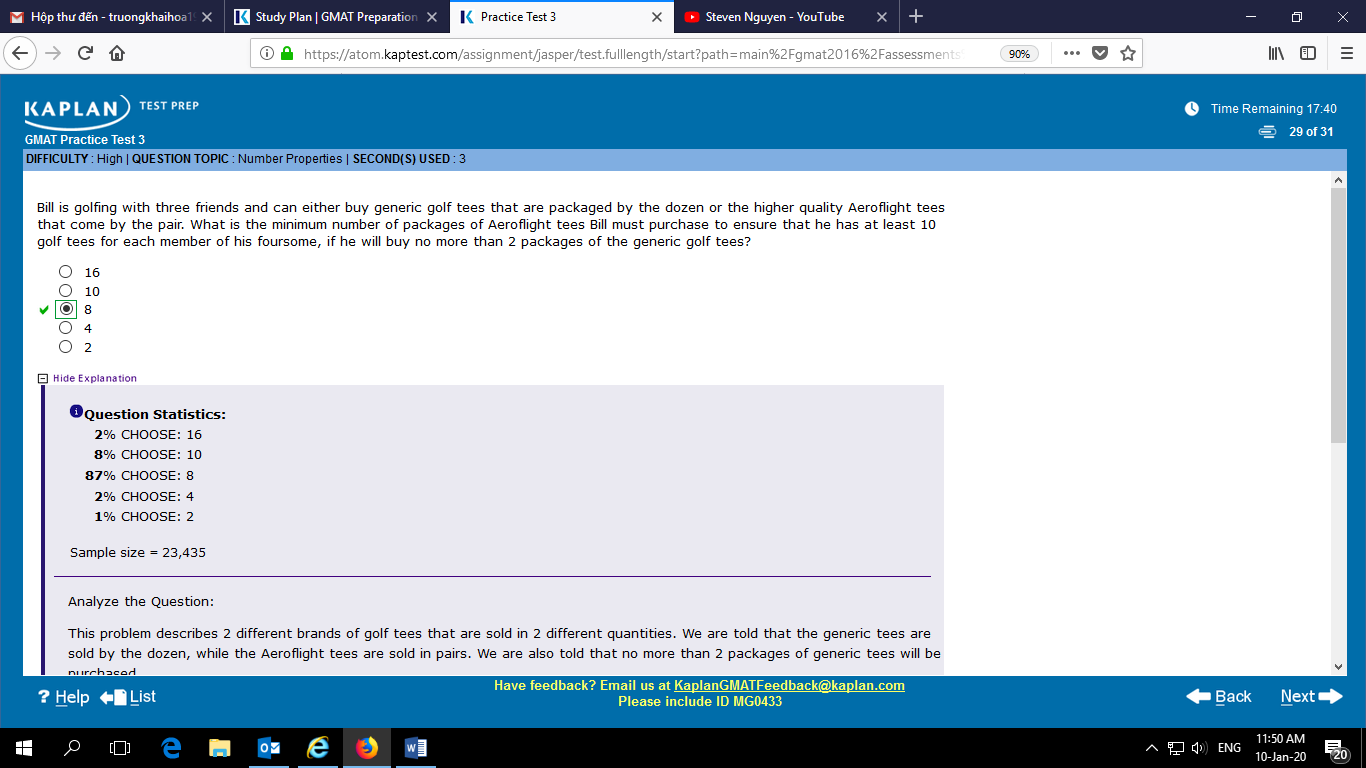 Hộp thư đến - truongkhaihoa1
Study Plan | GMAT Preparation
Practice Test 3
Steven Nguyen - YouTube
https://atom.kaptest.com/assignment/jasper/test.fulllength/start?path=main%2Fgmat2016%2Fassessments
90%
KAPLAN TEST PREP
Time Remaining 17:40
GMAT Practice Test 3
29 of 31
DIFFICULTY : High | QUESTION TOPIC : Number Properties | SECOND(S) USED : 3
Bill is golfing with three friends and can either buy generic golf tees that are packaged by the dozen or the higher quality Aeroflight tees
that come by the pair. What is the minimum number of packages of Aeroflight tees Bill must purchase to ensure that he has at least 10
golf tees for each member of his foursome, if he will buy no more than 2 packages of the generic golf tees?
16
10
8
4
2
Hide Explanation
Question Statistics:
2% CHOOSE: 16
8% CHOOSE: 10
87% CHOOSE: 8
2% CHOOSE: 4
1% CHOOSE: 2
Sample size = 23,435
Analyze the Question:
This problem describes 2 different brands of golf tees that are sold in 2 different quantities. We are told that the generic tees are
sold by the dozen, while the Aeroflight tees are sold in pairs. We are also told that no more than 2 packages of generic tees will be
purchased
? Help
List
Have feedback? Email us at KaplanGMATFeedback@kaplan.com
Please include ID MG0433
Back
Next
ENG
11:50 AM
10-Jan-20
20